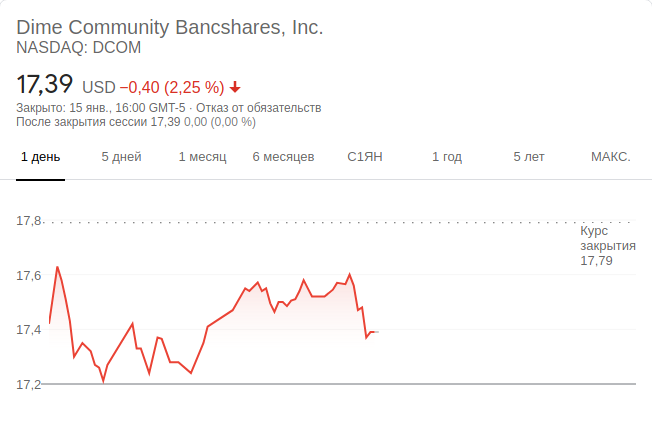 Dime Community Bancshares, Inc.
NASDAQ: DCOM
17,39 USD −0,40 (2,25 %)
Закрыто: 15 янв., 16:00 GMT-5 · Отказ от обязательств
После закрытия сессии 17,39 0,00 (0,00 %)
1 день 5 дней 1 месяц 6 месяцев С1ЯН 1 год 5 лет МАКС.
17,8
Курс
закрытия
17,79
17,6
17,4
17,2